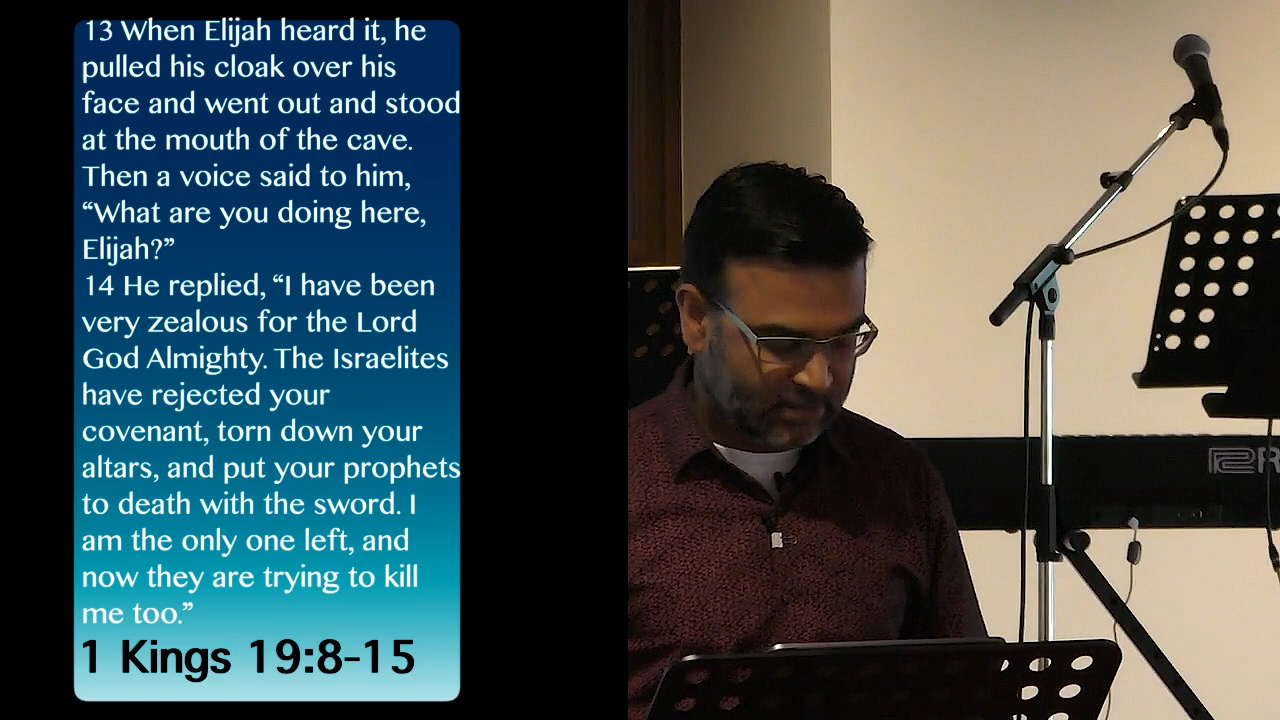 13 When Elijah heard it, he
pulled his cloak over his
face and went out and stood
at the mouth of the cave.
Then a voice said to him,
“What are you doing here,
Elijah?”
14 He replied, “I have been
very zealous for the Lord
God Almighty. The Israelites
have rejected your
covenant, torn down your
altars, and put your prophets
to death with the sword. I
am the only one left, and
now they are trying to kill
me too.”
1 Kings 19:8-15
R